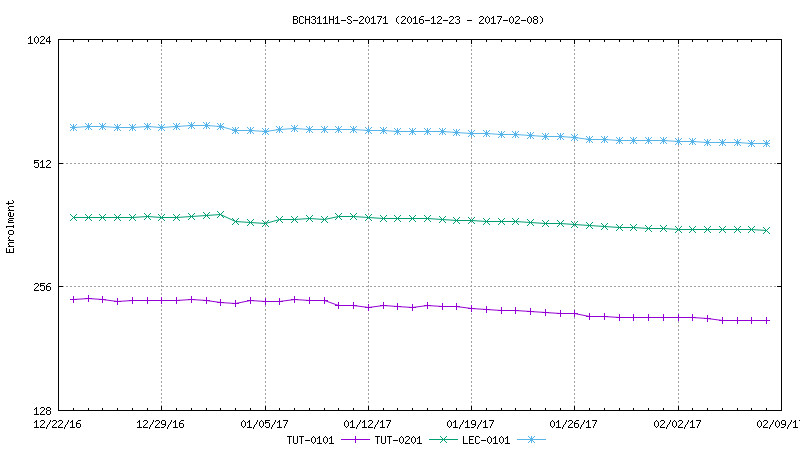 BCH311H1-S-20171 (2016-12-23 - 2017-02-08)
1024
512
256
128
Enrolment
12/22/16 12/29/16 01/05/17 01/12/17 01/19/17 01/26/17 02/02/17 02/09/17
TUT-0101 TUT-0201 LEC-0101